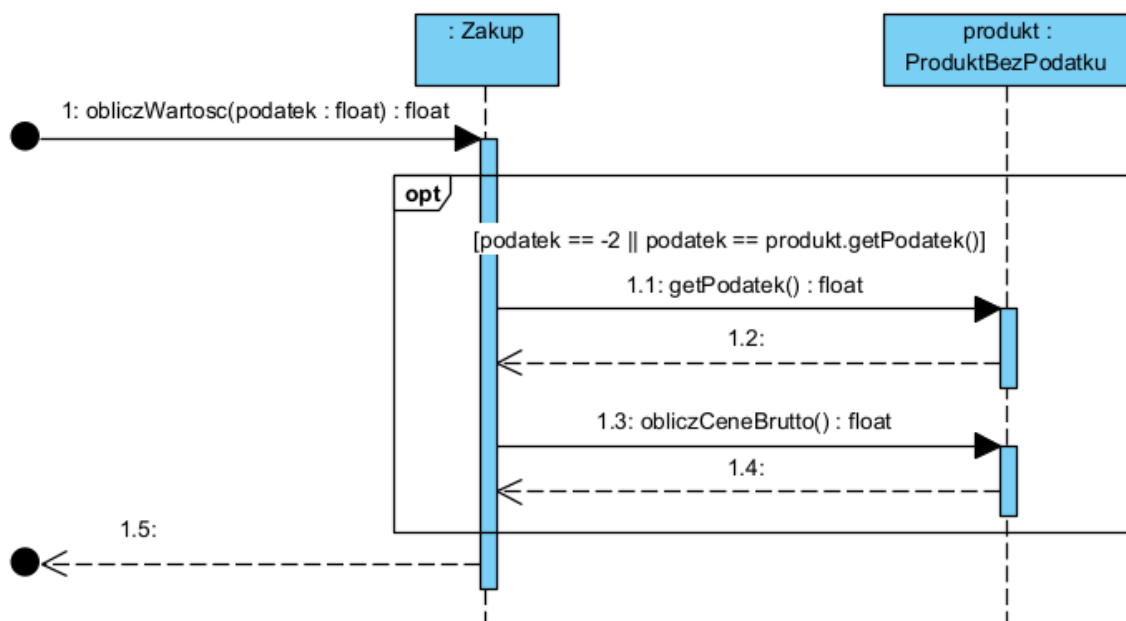 : Zakup
produkt :
ProduktBezPodatku
1: obliczWartosc(podatek : float) : float
opt
[podatek == -2 || podatek == produkt.getPodatek()]
1.1: getPodatek() : float
1.2:
1.3: obliczCeneBrutto() : float
1.4:
1.5: